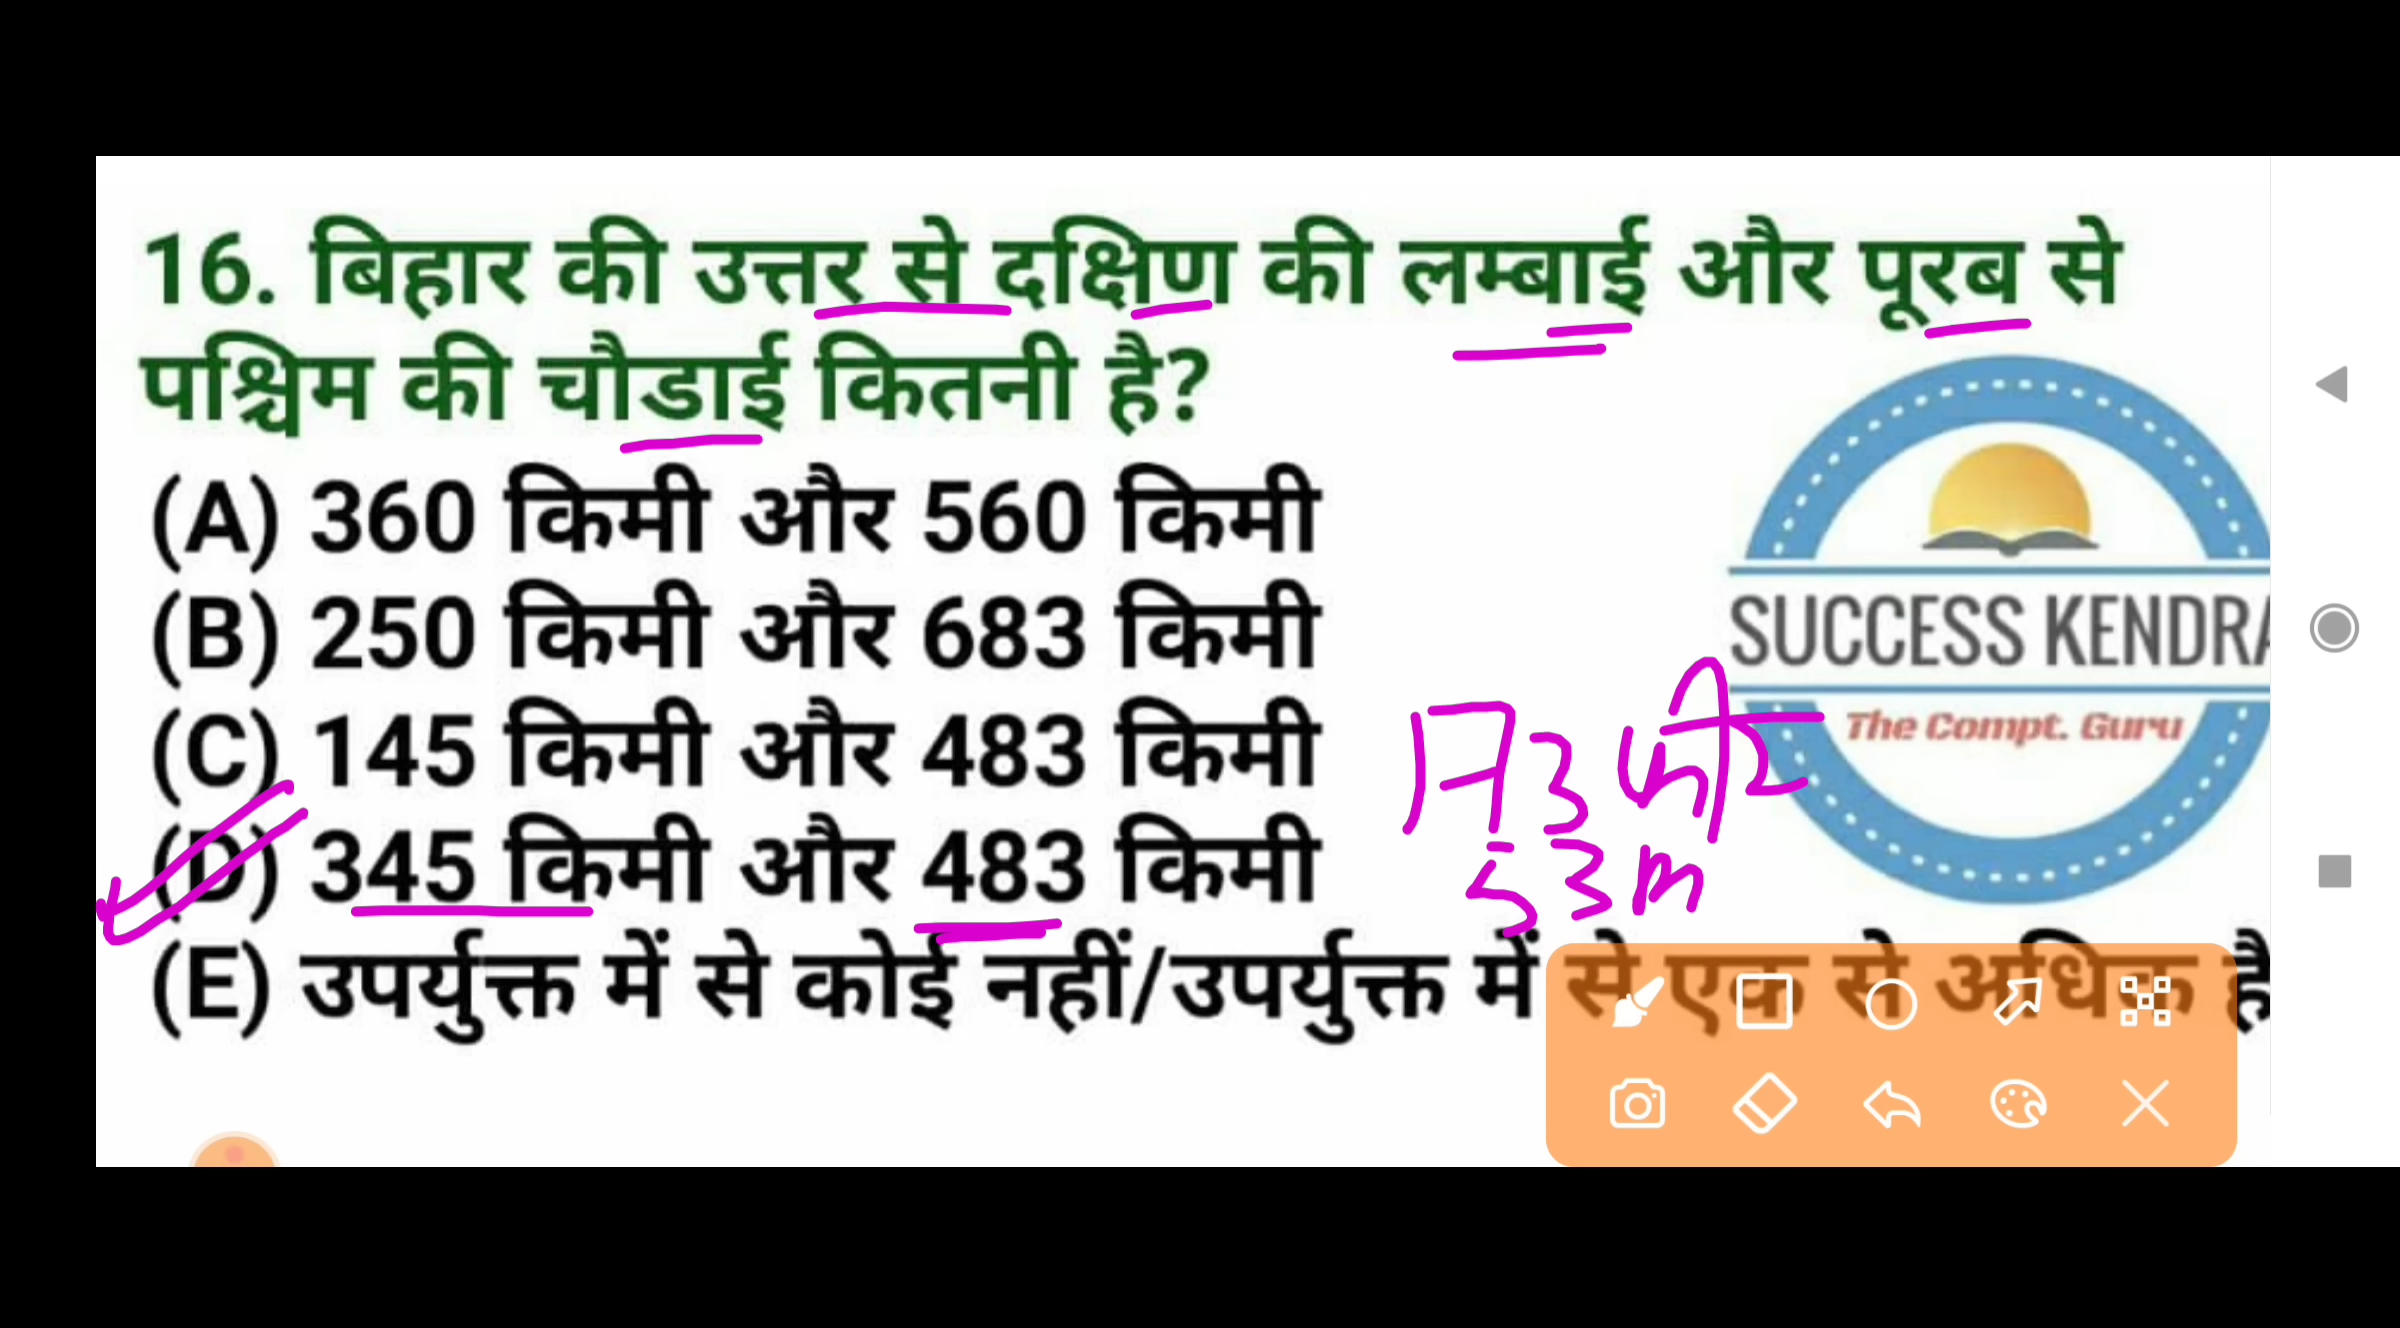 16. बिहार की उत्तर से दक्षिण की लम्बाई और पूरब से
पश्चिम की चौडाई कितनी है?
(A) 360 किमी और 560 किमी
(B) 250 किमी और 683 किमी
(C) 145 किमी और 483 किमी
(D) 345 किमी और 483 किमी
(E) उपर्युक्त में से कोई नहीं/उपर्युक्त में से एक से अधिक है
SUCCESS KENDRA
The Compt. Guru
173 फीट
53 m